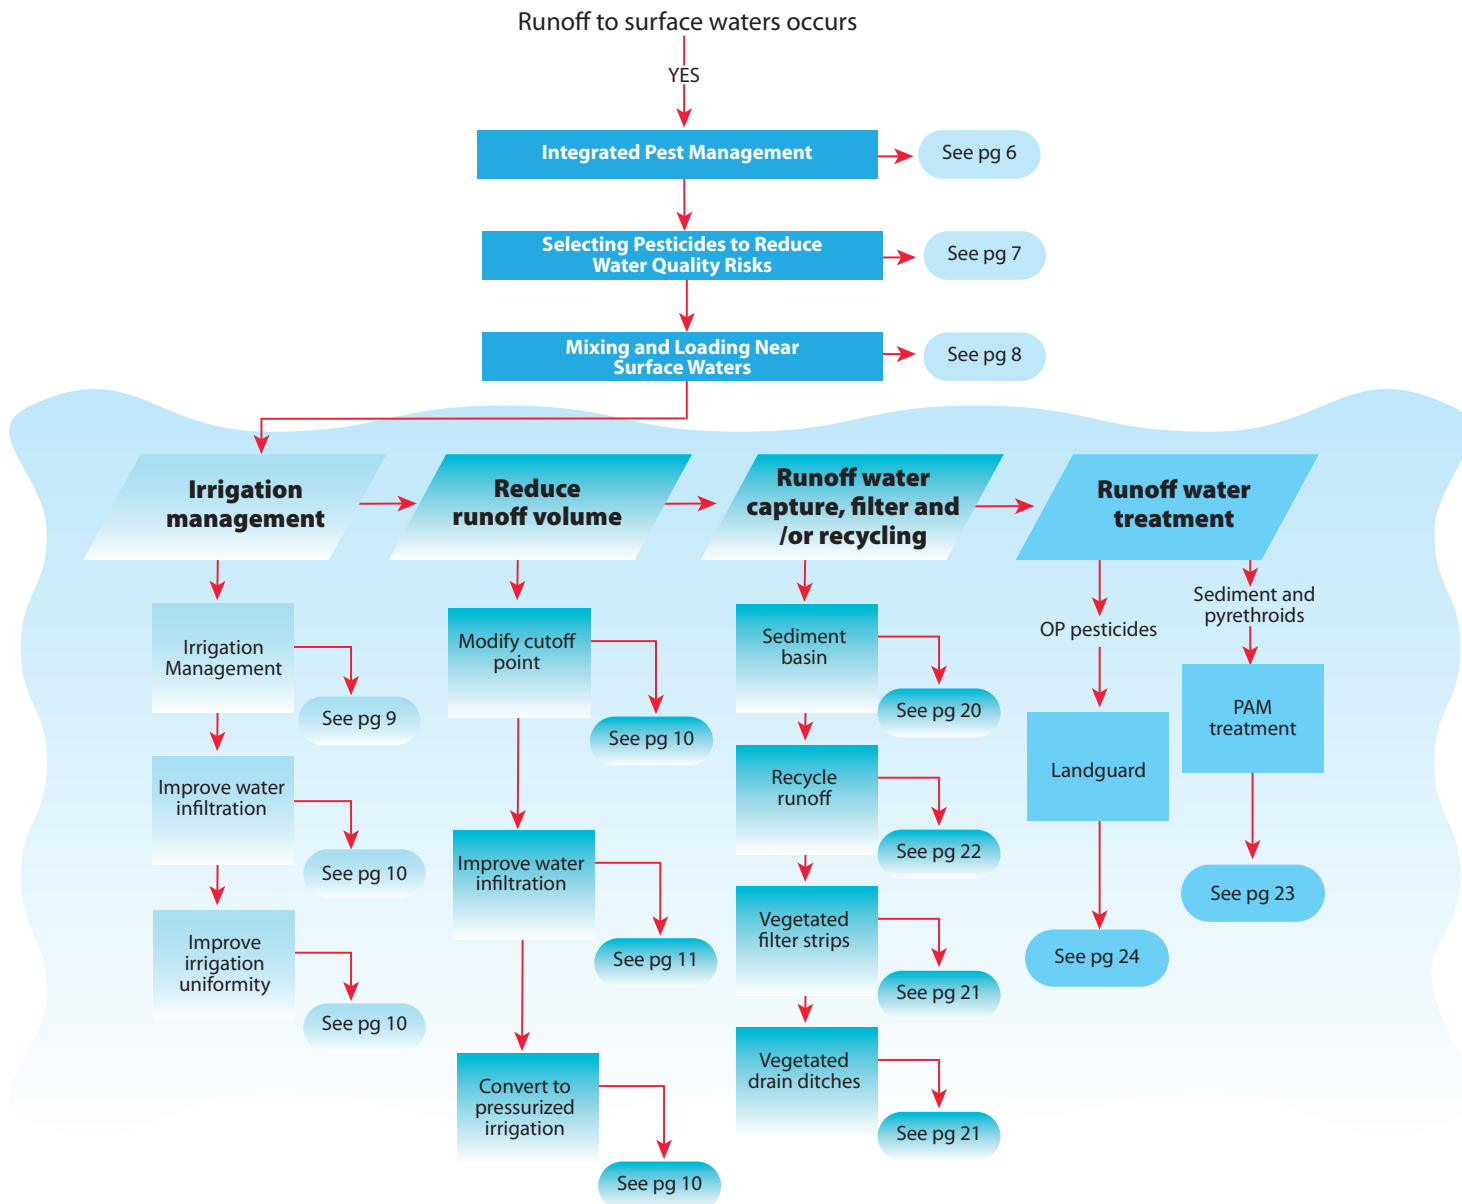 Runoff to surface waters occurs
YES
Integrated Pest Management
See pg 6
Selecting Pesticides to Reduce
Water Quality Risks
See pg 7
Mixing and Loading Near
Surface Waters
See pg 8
Irrigation
management
Reduce
runoff volume
Runoff water
capture, filter and
/or recycling
Runoff water
treatment
Irrigation
Management
See pg 9
Improve water
infiltration
See pg 10
Improve
irrigation
uniformity
See pg 10
Modify cutoff
point
See pg 10
Improve water
infiltration
See pg 11
Convert to
pressurized
irrigation
See pg 10
Sediment
basin
See pg 20
Recycle
runoff
See pg 22
Vegetated
filter strips
See pg 21
Vegetated
drain ditches
See pg 21
OP pesticides
Landguard
See pg 24
Sediment and
pyrethroids
PAM
treatment
See pg 23